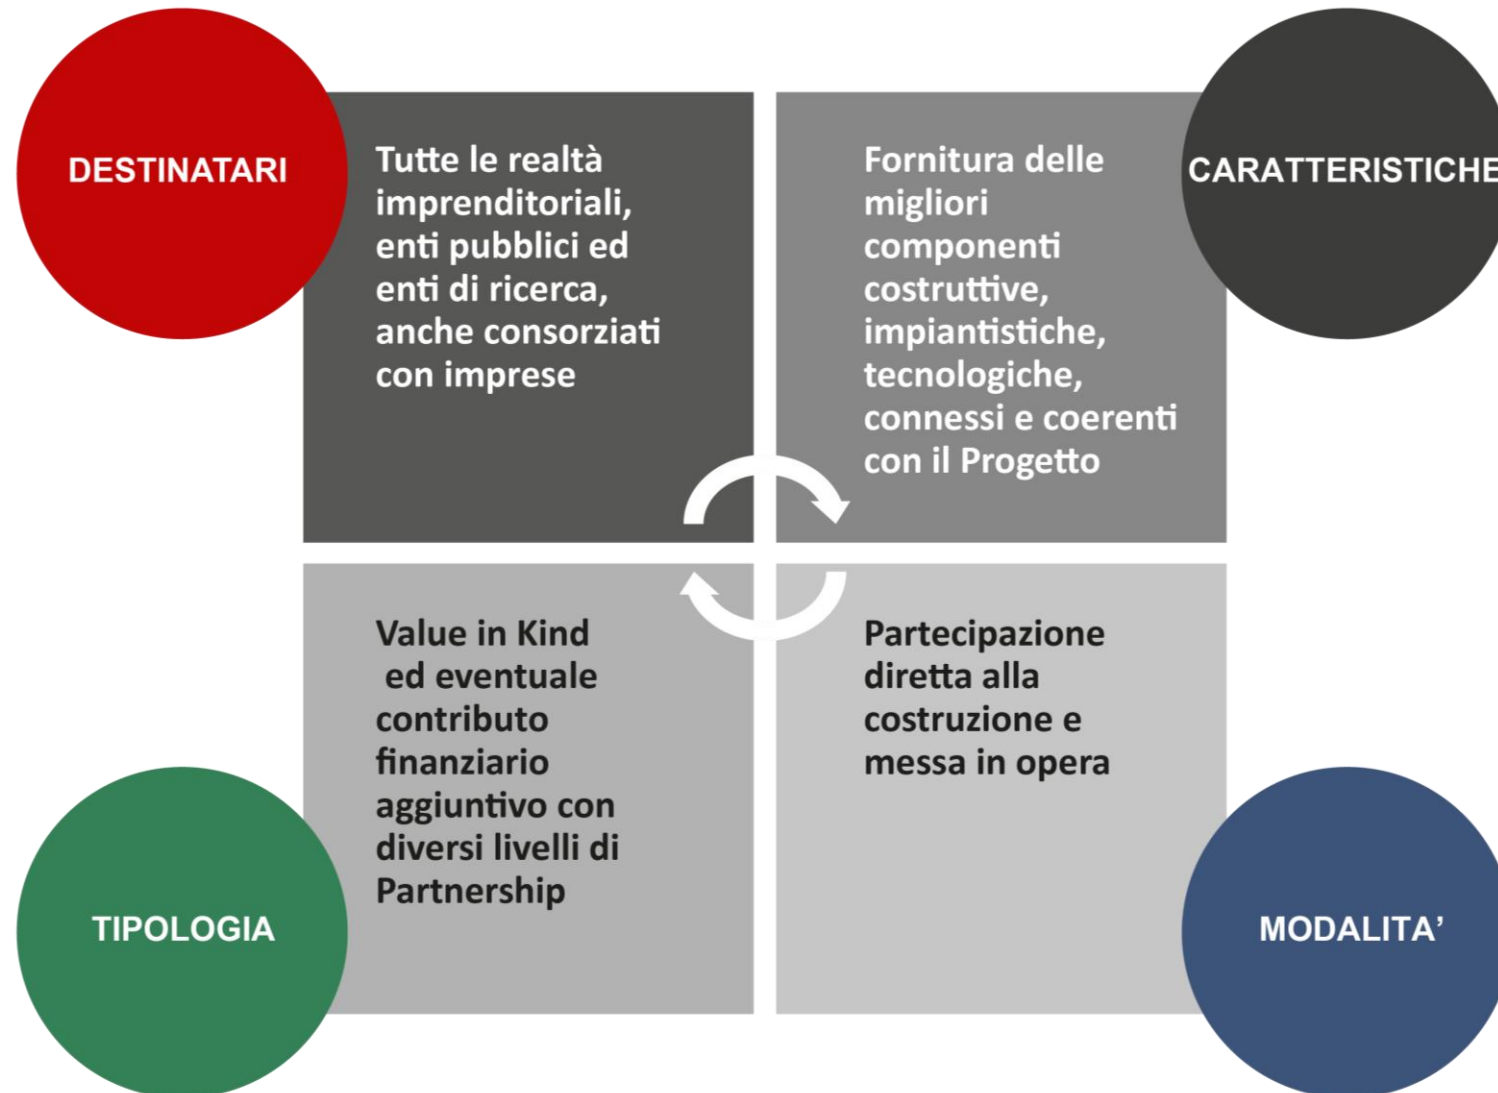 DESTINATARI
Tutte le realtà
imprenditoriali,
enti pubblici ed
enti di ricerca,
anche consorziati
con imprese
CARATTERISTICHE
Fornitura delle
migliori
componenti
costruttive,
impiantistiche,
tecnologiche,
connessi e coerenti
con il Progetto
TIPOLOGIA
Value in Kind
ed eventuale
contributo
finanziario
aggiuntivo con
diversi livelli di
Partnership
MODALITA’
Partecipazione
diretta alla
costruzione e
messa in opera